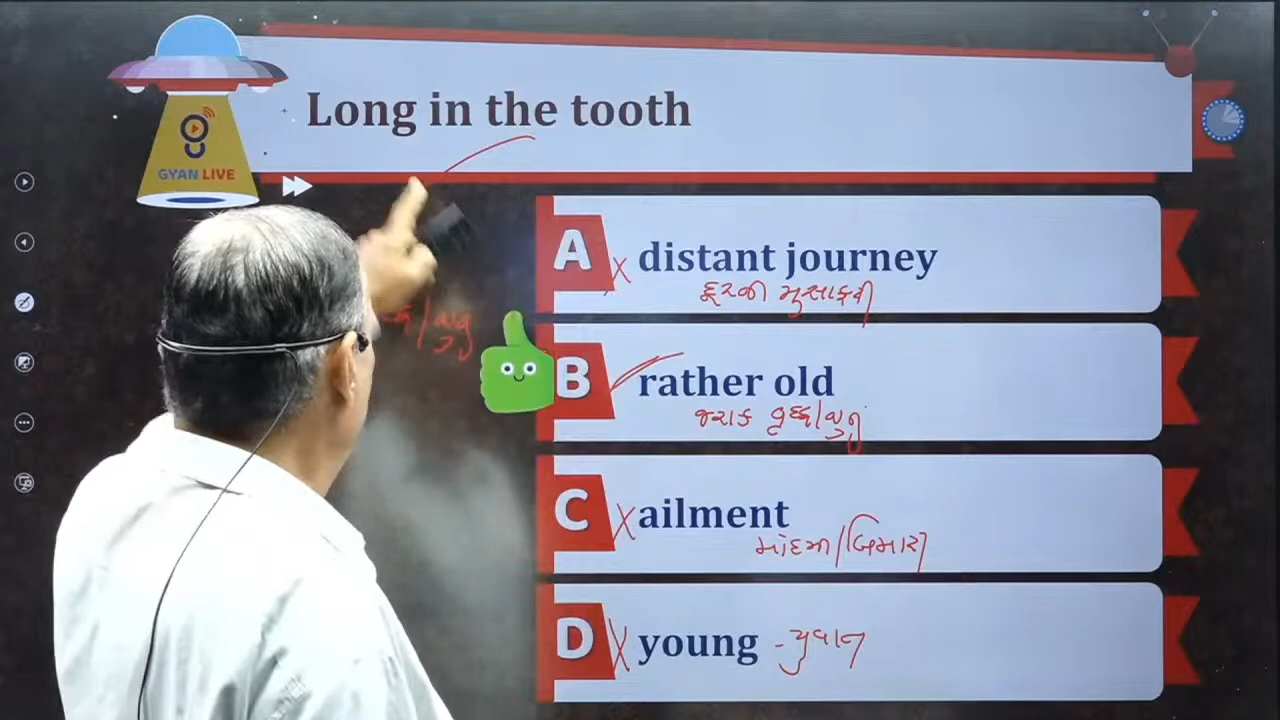 Long in the tooth
GYAN LIVE
A x distant journey
દૂરની મુસાફરી
B rather old
જરાક વૃદ્ધ/જુનું
C x ailment
માંદગી/બિમારી
D x young - યુવાન